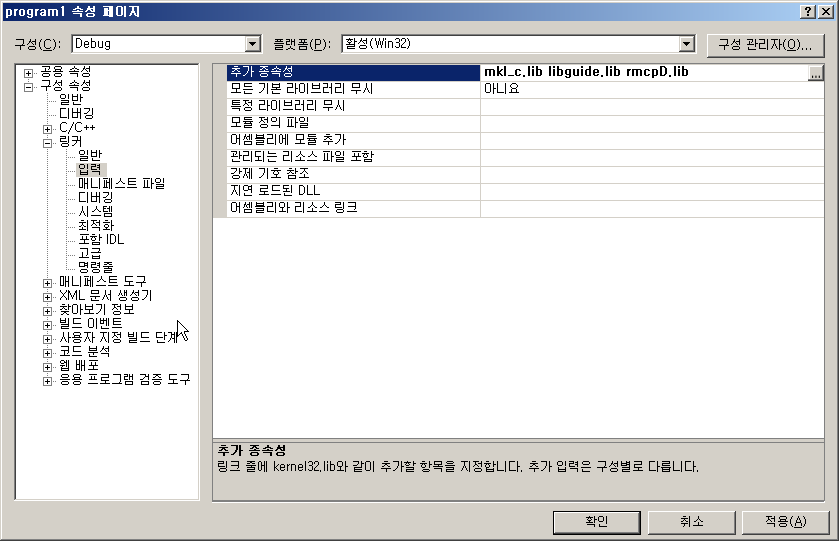 program1 속성 페이지
구성(C): Debug 플랫폼(P): 활성(Win32) 구성 관리자(O)...
공용 속성
구성 속성
일반
디버깅
C/C++
링커
일반
입력
매니페스트 파일
디버깅
시스템
최적화
포함 IDL
고급
명령줄
매니페스트 도구
XML 문서 생성기
찾아보기 정보
빌드 이벤트
사용자 지정 빌드 단계
코드 분석
웹 배포
응용 프로그램 검증 도구
추가 종속성 mkl_c.lib libguide.lib rmcpD.lib ...
모든 기본 라이브러리 무시 아니요
특정 라이브러리 무시
모듈 정의 파일
어셈블리에 모듈 추가
관리되는 리소스 파일 포함
강제 기호 참조
지연 로드된 DLL
어셈블리와 리소스 링크
추가 종속성
링크 줄에 kernel32.lib와 같이 추가할 항목을 지정합니다. 추가 입력은 구성별로 다릅니다.
확인 취소 적용(A)